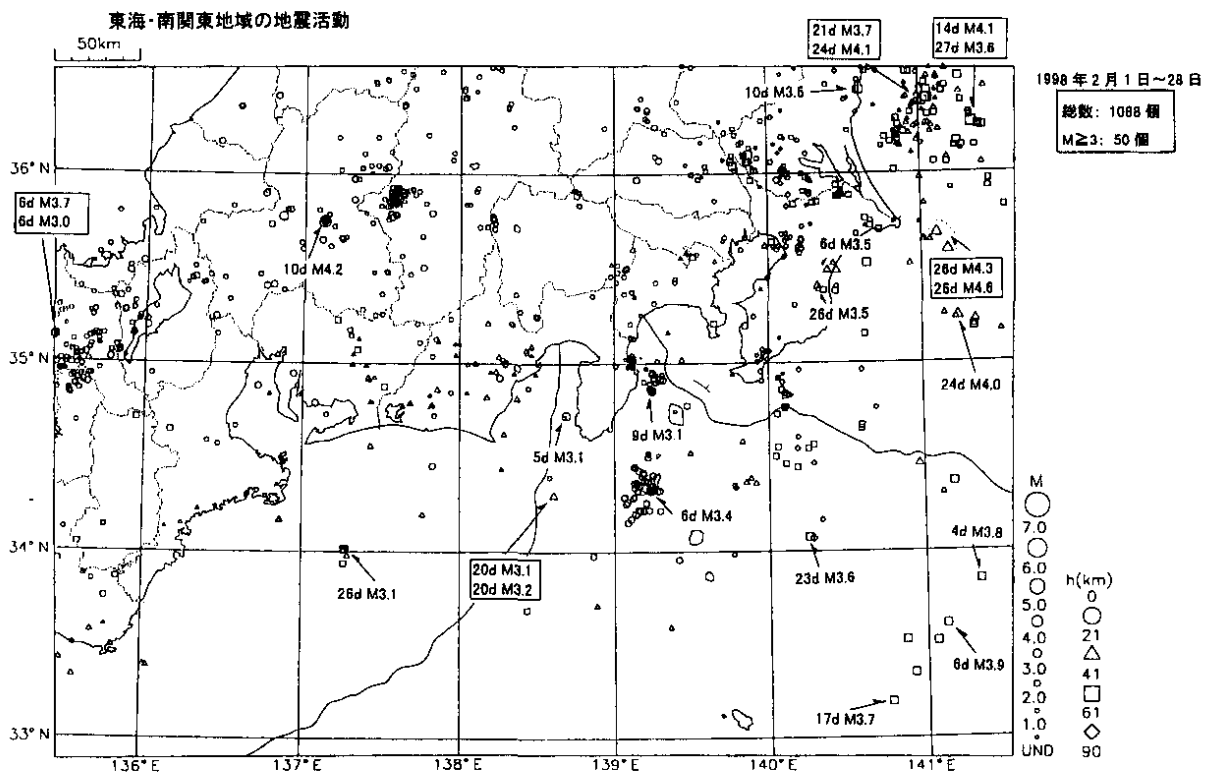 東海・南関東地域の地震活動
50km
21d M3.7
24d M4.1
14d M4.1
27d M3.6
10d M3.6
1998年2月1日～28日
総数: 1088 個
M≧3: 50 個
36°N
6d M3.7
6d M3.0
10d M4.2
6d M3.5
26d M4.3
26d M4.6
26d M3.5
35°N
24d M4.0
9d M3.1
5d M3.1
6d M3.4
34°N
4d M3.8
20d M3.1
20d M3.2
26d M3.1
23d M3.6
6d M3.9
17d M3.7
33°N
M
7.0
6.0
5.0
4.0
3.0
2.0
1.0
UND
h(km)
0
21
41
61
90
136°E
137°E
138°E
139°E
140°E
141°E